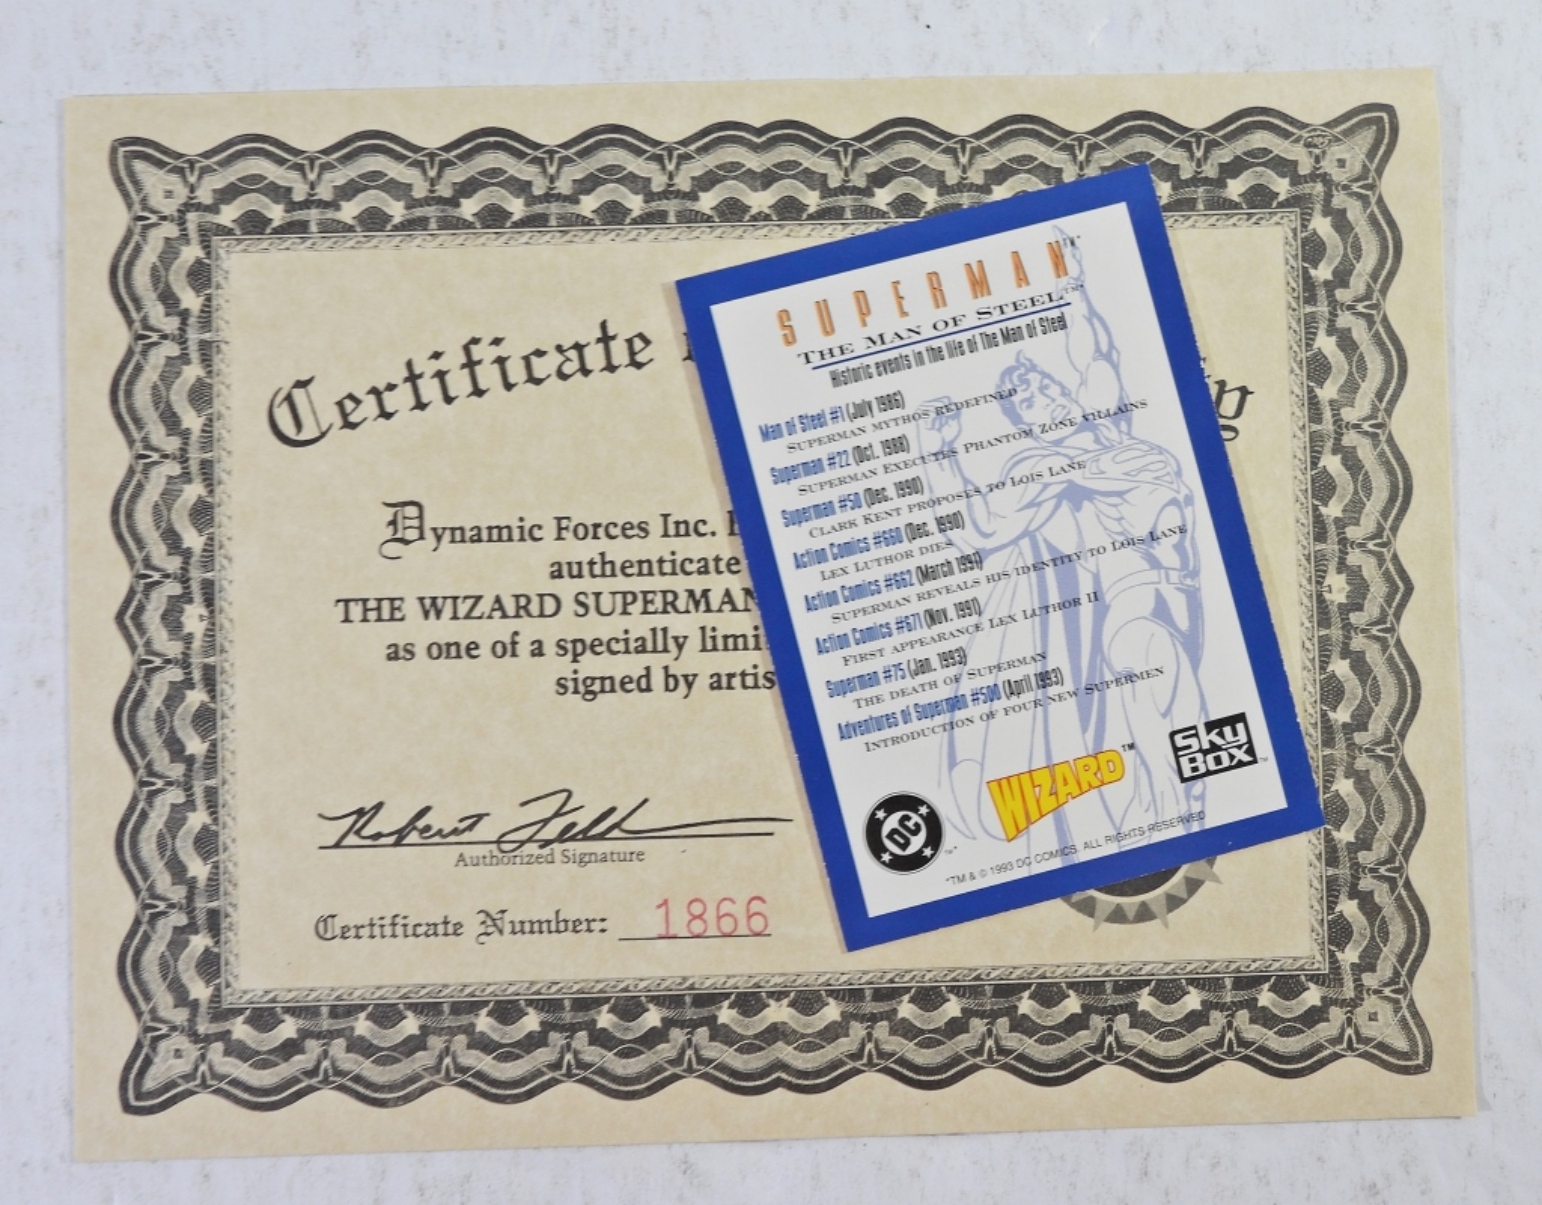 Certificate
Dynamic Forces Inc.
authenticate
THE WIZARD SUPERMAN
as one of a specially
signed by
Robert
Authorized Signature
Certificate Number: 1866
SUPERMAN™*
THE MAN OF STEEL™*
Historic events in the life of The Man of Steel
Man of Steel #1 (July 1986)
SUPERMAN MYTHOS REDEFINED
Superman #22 (Oct. 1988)
SUPERMAN EXECUTES PHANTOM ZONE VILLAINS
Superman #50 (Dec. 1990)
CLARK KENT PROPOSES TO LOIS LANE
Action Comics #660 (Dec. 1990)
LEX LUTHOR DIES
Action Comics #662 (March 1991)
SUPERMAN REVEALS HIS IDENTITY TO LOIS LANE
Action Comics #671 (Nov. 1991)
FIRST APPEARANCE LEX LUTHOR II
Superman #75 (Jan. 1993)
THE DEATH OF SUPERMAN
Adventures of Superman #500 (April 1993)
INTRODUCTION OF FOUR NEW SUPERMEN
DC ™*
WIZARD™
SKY BOX™
*TM & © 1993 DC COMICS. ALL RIGHTS RESERVED